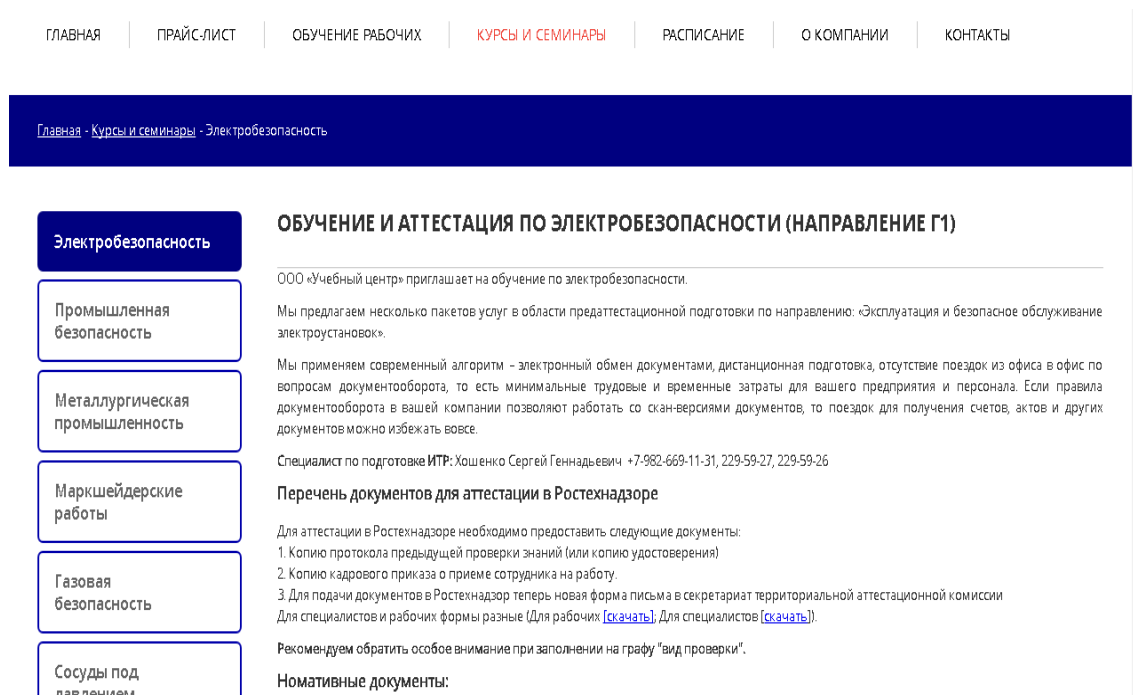 ГЛАВНАЯ
ПРАЙС-ЛИСТ
ОБУЧЕНИЕ РАБОЧИХ
КУРСЫ И СЕМИНАРЫ
РАСПИСАНИЕ
О КОМПАНИИ
КОНТАКТЫ
Главная - Курсы и семинары - Электробезопасность
Электробезопасность
Промышленная
безопасность
Металлургическая
промышленность
Маркшейдерские
работы
Газовая
безопасность
Сосуды под
давлением
ОБУЧЕНИЕ И АТТЕСТАЦИЯ ПО ЭЛЕКТРОБЕЗОПАСНОСТИ (НАПРАВЛЕНИЕ Г1)
ООО «Учебный центр» приглашает на обучение по электробезопасности.
Мы предлагаем несколько пакетов услуг в области предаттестационной подготовки по направлению: «Эксплуатация и безопасное обслуживание
электроустановок».
Мы применяем современный алгоритм – электронный обмен документами, дистанционная подготовка, отсутствие поездок из офиса в офис по
вопросам документооборота, то есть минимальные трудовые и временные затраты для вашего предприятия и персонала. Если правила
документооборота в вашей компании позволяют работать со скан-версиями документов, то поездок для получения счетов, актов и других
документов можно избежать вовсе.
Специалист по подготовке ИТР: Хошенко Сергей Геннадьевич +7-982-669-11-31, 229-59-27, 229-59-26
Перечень документов для аттестации в Ростехнадзоре
Для аттестации в Ростехнадзоре необходимо предоставить следующие документы:
1. Копию протокола предыдущей проверки знаний (или копию удостоверения)
2. Копию кадрового приказа о приеме сотрудника на работу.
3. Для подачи документов в Ростехнадзор теперь новая форма письма в секретариат территориальной аттестационной комиссии
Для специалистов и рабочих формы разные (Для рабочих [скачать]; Для специалистов [скачать]).
Рекомендуем обратить особое внимание при заполнении на графу "вид проверки".
Номативные документы: